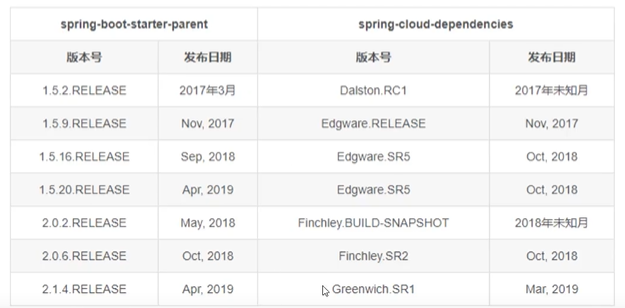 spring-boot-starter-parent spring-cloud-dependencies
版本号 发布日期 版本号 发布日期
1.5.2.RELEASE 2017年3月 Dalston.RC1 2017年未知月
1.5.9.RELEASE Nov, 2017 Edgware.RELEASE Nov, 2017
1.5.16.RELEASE Sep, 2018 Edgware.SR5 Oct, 2018
1.5.20.RELEASE Apr, 2019 Edgware.SR5 Oct, 2018
2.0.2.RELEASE May, 2018 Finchley.BUILD-SNAPSHOT 2018年未知月
2.0.6.RELEASE Oct, 2018 Finchley.SR2 Oct, 2018
2.1.4.RELEASE Apr, 2019 Greenwich.SR1 Mar, 2019